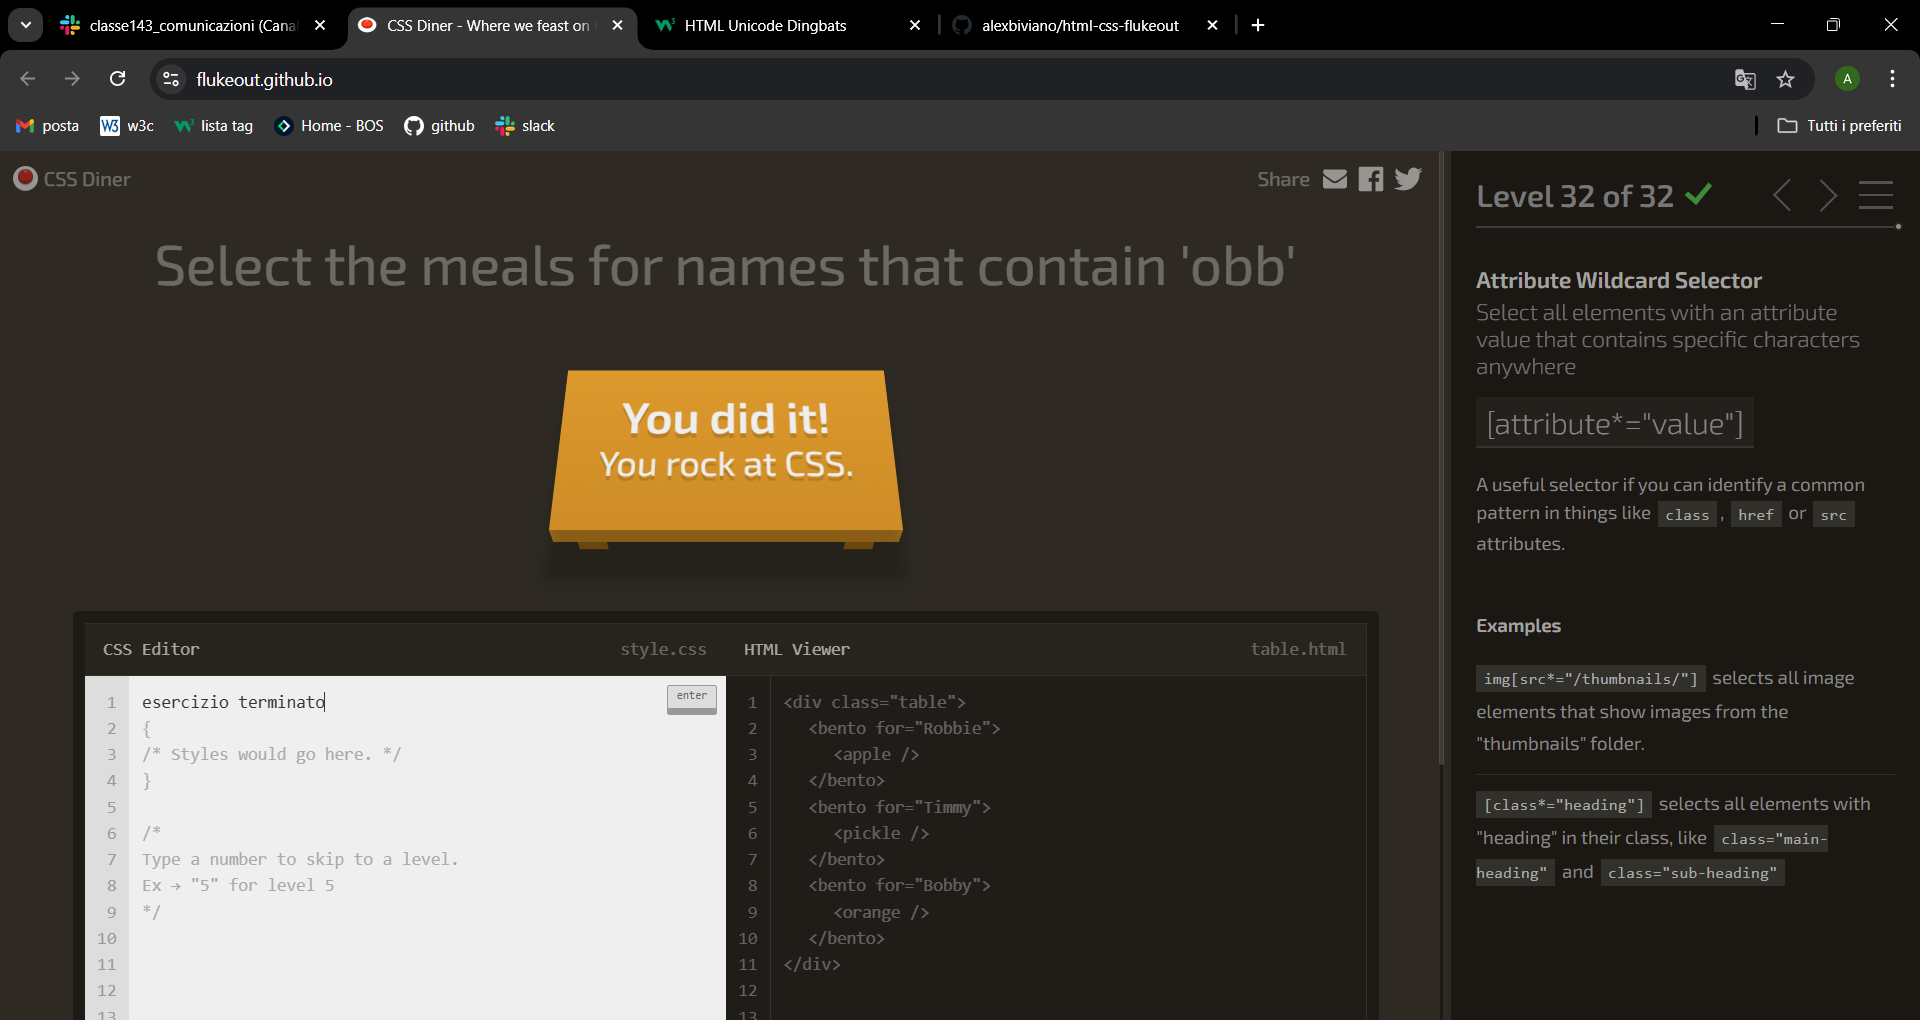 classe143_comunicazioni (Cana
CSS Diner - Where we feast on
HTML Unicode Dingbats
alexbiviano/html-css-flukeout
flukeout.github.io
A
posta
w3c
lista tag
Home - BOS
github
slack
Tutti i preferiti
CSS Diner
Share
Select the meals for names that contain 'obb'
You did it!
You rock at CSS.
CSS Editor
style.css
HTML Viewer
table.html
1 esercizio terminato
enter
2 {
3 /* Styles would go here. */
4 }
5
6 /*
7 Type a number to skip to a level.
8 Ex → "5" for level 5
9 */
10
11
12
13
1 <div class="table">
2 <bento for="Robbie">
3 <apple />
4 </bento>
5 <bento for="Timmy">
6 <pickle />
7 </bento>
8 <bento for="Bobby">
9 <orange />
10 </bento>
11 </div>
12
13
Level 32 of 32
Attribute Wildcard Selector
Select all elements with an attribute
value that contains specific characters
anywhere
[attribute*="value"]
A useful selector if you can identify a common
pattern in things like class , href or src
attributes.
Examples
img[src*="/thumbnails/"] selects all image
elements that show images from the
"thumbnails" folder.
[class*="heading"] selects all elements with
"heading" in their class, like class="main-
heading" and class="sub-heading"